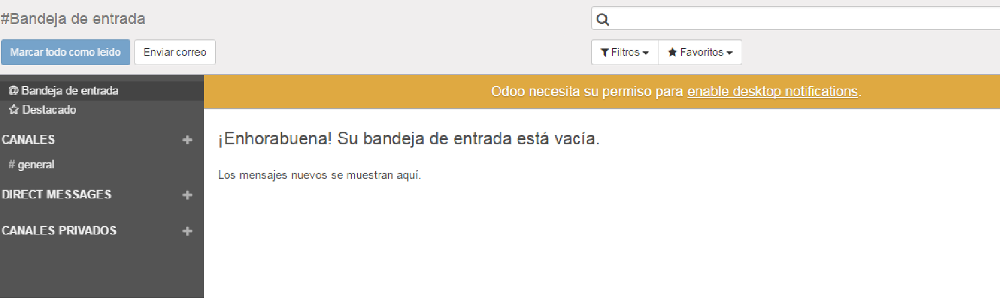 #Bandeja de entrada
Marcar todo como leido Enviar correo
Filtros Favoritos
@ Bandeja de entrada
Destacado
CANALES +
# general
DIRECT MESSAGES +
CANALES PRIVADOS +
Odoo necesita su permiso para enable desktop notifications.
¡Enhorabuena! Su bandeja de entrada está vacía.
Los mensajes nuevos se muestran aquí.